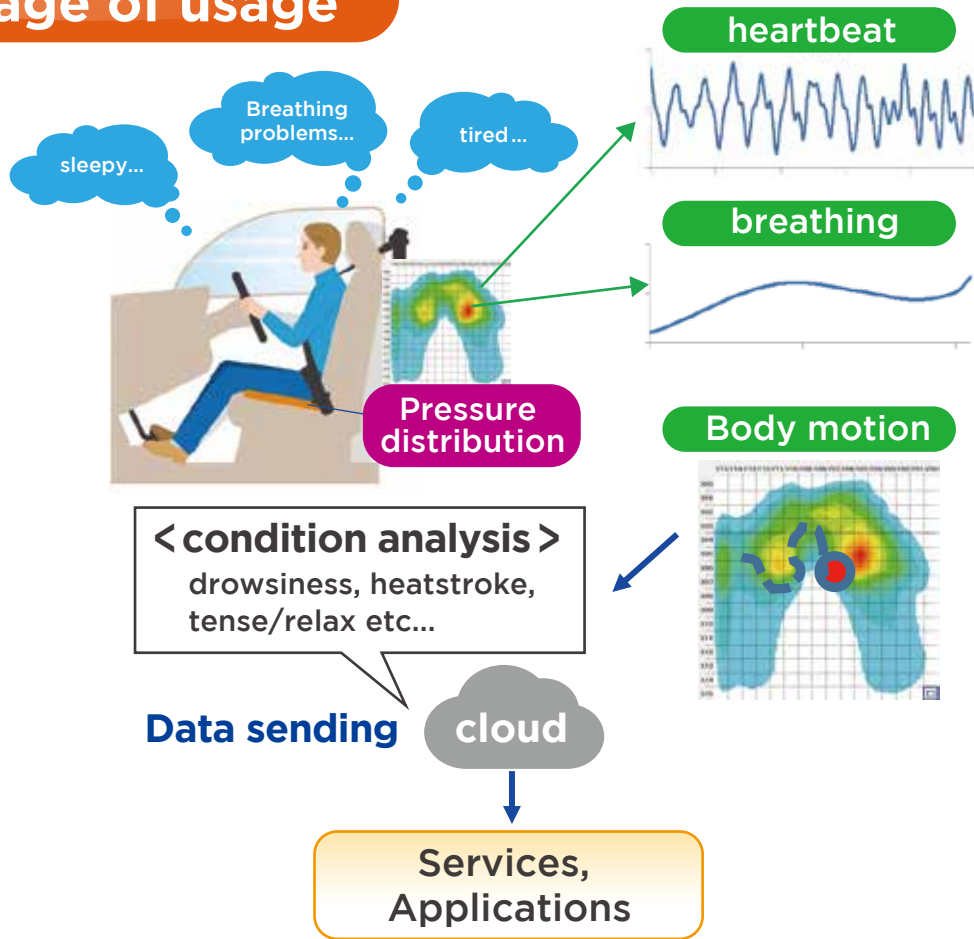 age of usage
heartbeat
Breathing
problems...
tired...
sleepy...
breathing
Pressure
distribution
Body motion
<condition analysis>
drowsiness, heatstroke,
tense/relax etc...
Data sending
cloud
Services,
Applications